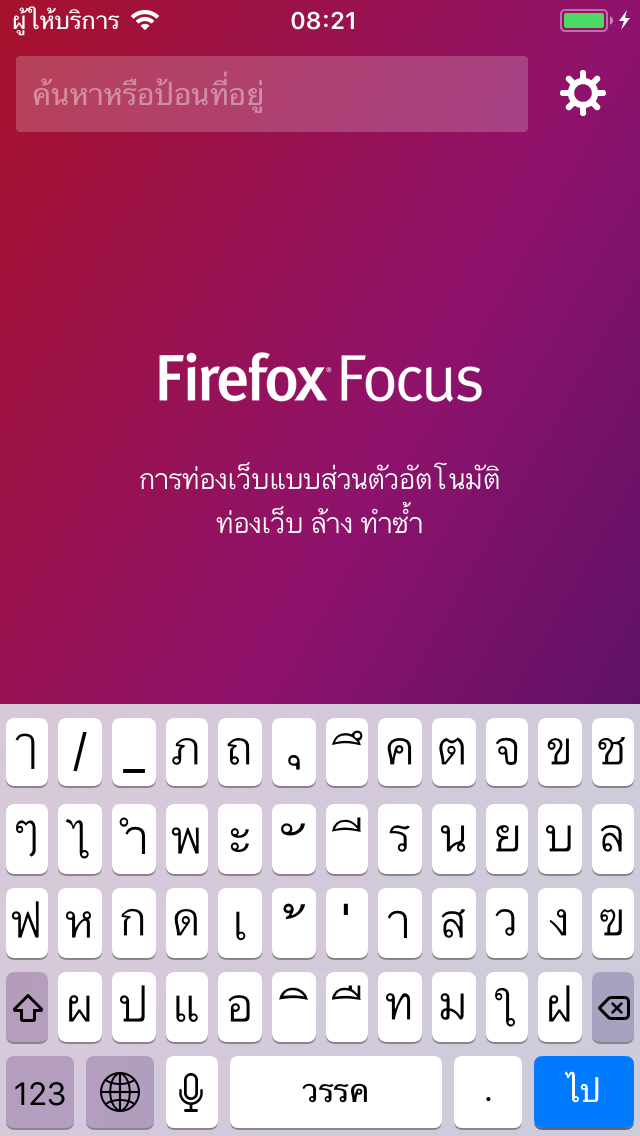 ผู้ให้บริการ 08:21
ค้นหาหรือป้อนที่อยู่
Firefox® Focus
การท่องเว็บแบบส่วนตัวอัตโนมัติ
ท่องเว็บ ล้าง ทำซ้ำ
ๅ / _ ภ ถ ุ ึ ค ต จ ข ช
ๆ ไ ำ พ ะ ั ี ร น ย บ ล
ฟ ห ก ด เ ้ ่ า ส ว ง ฃ
ผ ป แ อ ิ ื ท ม ใ ฝ
123 วรรค . ไป